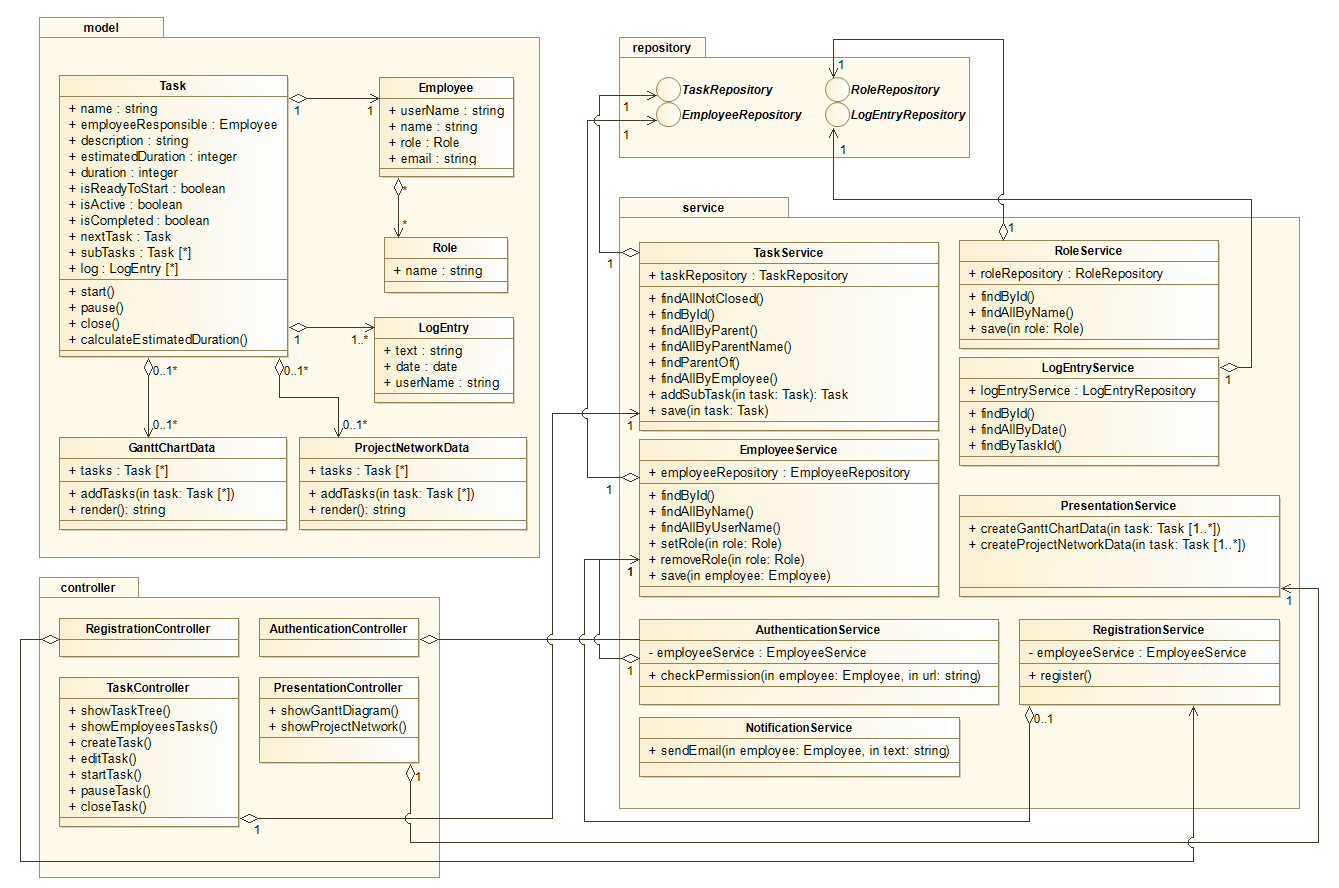 model
Task
+ name : string
+ employeeResponsible : Employee
+ description : string
+ estimatedDuration : integer
+ duration : integer
+ isReadyToStart : boolean
+ isActive : boolean
+ isCompleted : boolean
+ nextTask : Task
+ subTasks : Task [*]
+ log : LogEntry [*]
+ start()
+ pause()
+ close()
+ calculateEstimatedDuration()
1
1
Employee
+ userName : string
+ name : string
+ role : Role
+ email : string
*
*
Role
+ name : string
1
1..*
LogEntry
+ text : string
+ date : date
+ userName : string
0..1*
0..1*
0..1*
0..1*
GanttChartData
+ tasks : Task [*]
+ addTasks(in task: Task [*])
+ render(): string
ProjectNetworkData
+ tasks : Task [*]
+ addTasks(in task: Task [*])
+ render(): string
repository
TaskRepository
EmployeeRepository
RoleRepository
LogEntryRepository
1
1
1
1
service
1
TaskService
+ taskRepository : TaskRepository
+ findAllNotClosed()
+ findById()
+ findAllByParent()
+ findAllByParentName()
+ findParentOf()
+ findAllByEmployee()
+ addSubTask(in task: Task): Task
+ save(in task: Task)
1
1
RoleService
+ roleRepository : RoleRepository
+ findById()
+ findAllByName()
+ save(in role: Role)
LogEntryService
+ logEntryService : LogEntryRepository
+ findById()
+ findAllByDate()
+ findByTaskId()
1
1
EmployeeService
+ employeeRepository : EmployeeRepository
+ findById()
+ findAllByName()
+ findAllByUserName()
+ setRole(in role: Role)
+ removeRole(in role: Role)
+ save(in employee: Employee)
1
PresentationService
+ createGanttChartData(in task: Task [1..*])
+ createProjectNetworkData(in task: Task [1..*])
1
AuthenticationService
- employeeService : EmployeeService
+ checkPermission(in employee: Employee, in url: string)
1
RegistrationService
- employeeService : EmployeeService
+ register()
0..1
NotificationService
+ sendEmail(in employee: Employee, in text: string)
controller
RegistrationController
AuthenticationController
TaskController
+ showTaskTree()
+ showEmployeesTasks()
+ createTask()
+ editTask()
+ startTask()
+ pauseTask()
+ closeTask()
1
PresentationController
+ showGanttDiagram()
+ showProjectNetwork()
1